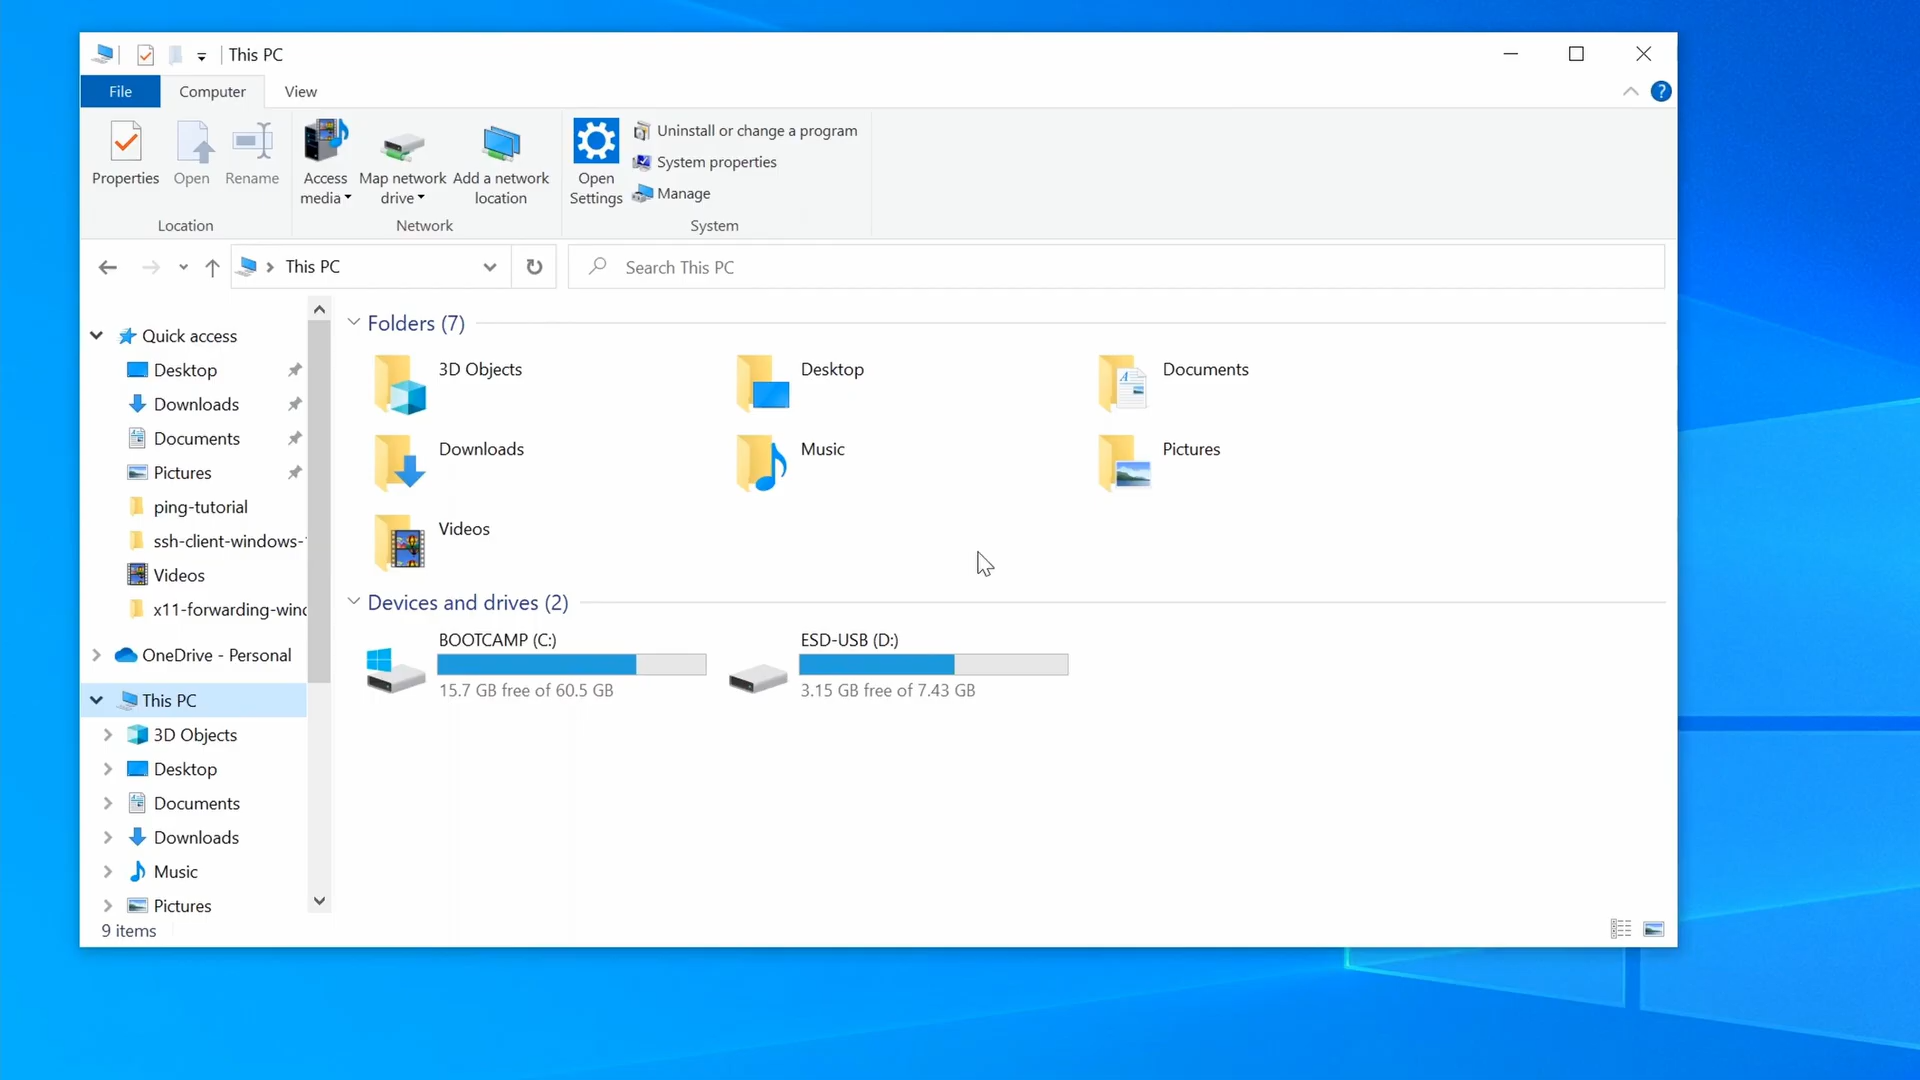 This PC
File
Computer
View
Properties
Open
Rename
Access
media
Map network
drive
Add a network
location
Open
Settings
Uninstall or change a program
System properties
Manage
Location
Network
System
This PC
Search This PC
Quick access
Desktop
Downloads
Documents
Pictures
ping-tutorial
ssh-client-windows-
Videos
x11-forwarding-winc
OneDrive - Personal
This PC
3D Objects
Desktop
Documents
Downloads
Music
Pictures
Folders (7)
3D Objects
Desktop
Documents
Downloads
Music
Pictures
Videos
Devices and drives (2)
BOOTCAMP (C:)
15.7 GB free of 60.5 GB
ESD-USB (D:)
3.15 GB free of 7.43 GB
9 items